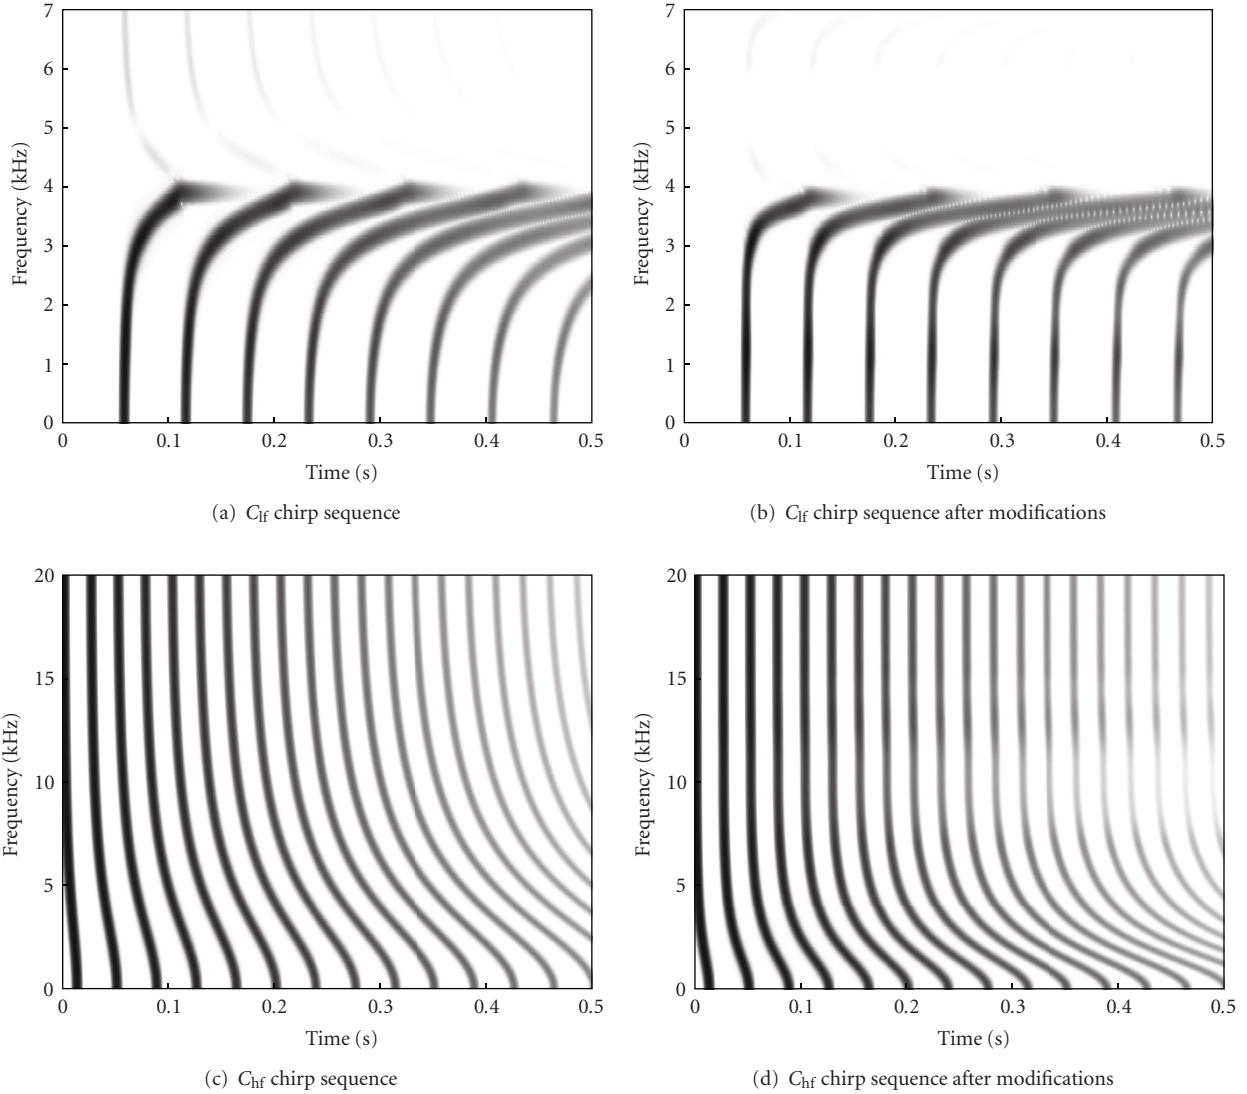 7
6
5
4
3
2
1
0
Frequency (kHz)
0 0.1 0.2 0.3 0.4 0.5
Time (s)
(a) Clf chirp sequence
7
6
5
4
3
2
1
0
Frequency (kHz)
0 0.1 0.2 0.3 0.4 0.5
Time (s)
(b) Clf chirp sequence after modifications
20
15
10
5
0
Frequency (kHz)
0 0.1 0.2 0.3 0.4 0.5
Time (s)
(c) Chf chirp sequence
20
15
10
5
0
Frequency (kHz)
0 0.1 0.2 0.3 0.4 0.5
Time (s)
(d) Chf chirp sequence after modifications